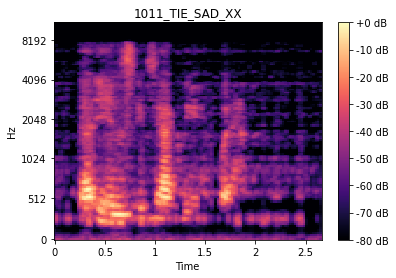 1011_TIE_SAD_XX
8192
4096
2048
1024
512
0
Hz
0
0.5
1
1.5
2
2.5
Time
+0 dB
-10 dB
-20 dB
-30 dB
-40 dB
-50 dB
-60 dB
-70 dB
-80 dB